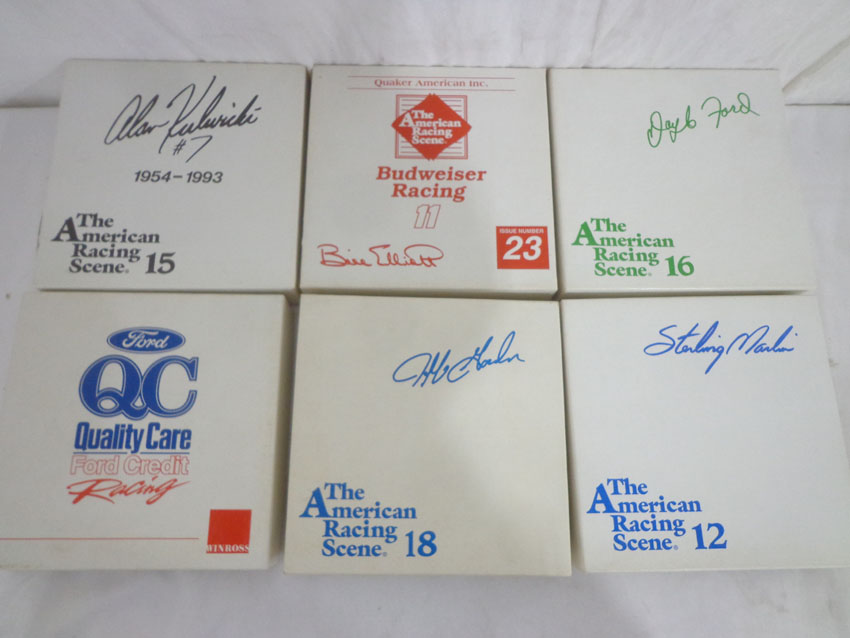 Alan Kulwicki
#7
1954-1993
The
American
Racing
Scene® 15
Quaker American Inc.
The
American
Racing
Scene®
Budweiser
Racing
11
Bill Elliott
ISSUE NUMBER
23
Ford
The
American
Racing
Scene® 16
Ford
QC
Quality Care
Ford Credit
Racing
WINROSS
The
American
Racing
Scene® 18
Sterling Marlin
The
American
Racing
Scene® 12